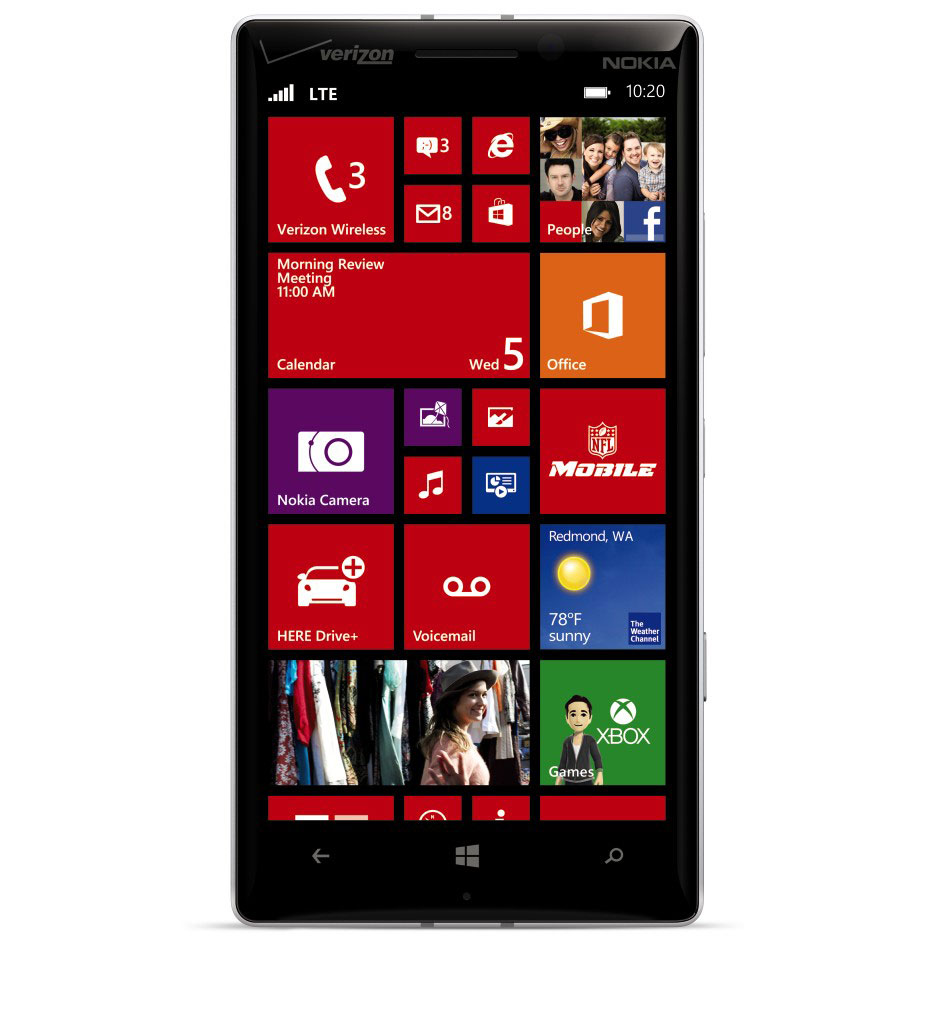 verizon
NOKIA
LTE
10:20
3
Verizon Wireless
3
8
People
f
Morning Review
Meeting
11:00 AM
Calendar
Wed 5
Office
Nokia Camera
NFL
MOBILE
HERE Drive+
Voicemail
Redmond, WA
78°F
sunny
The
Weather
Channel
XBOX
Games